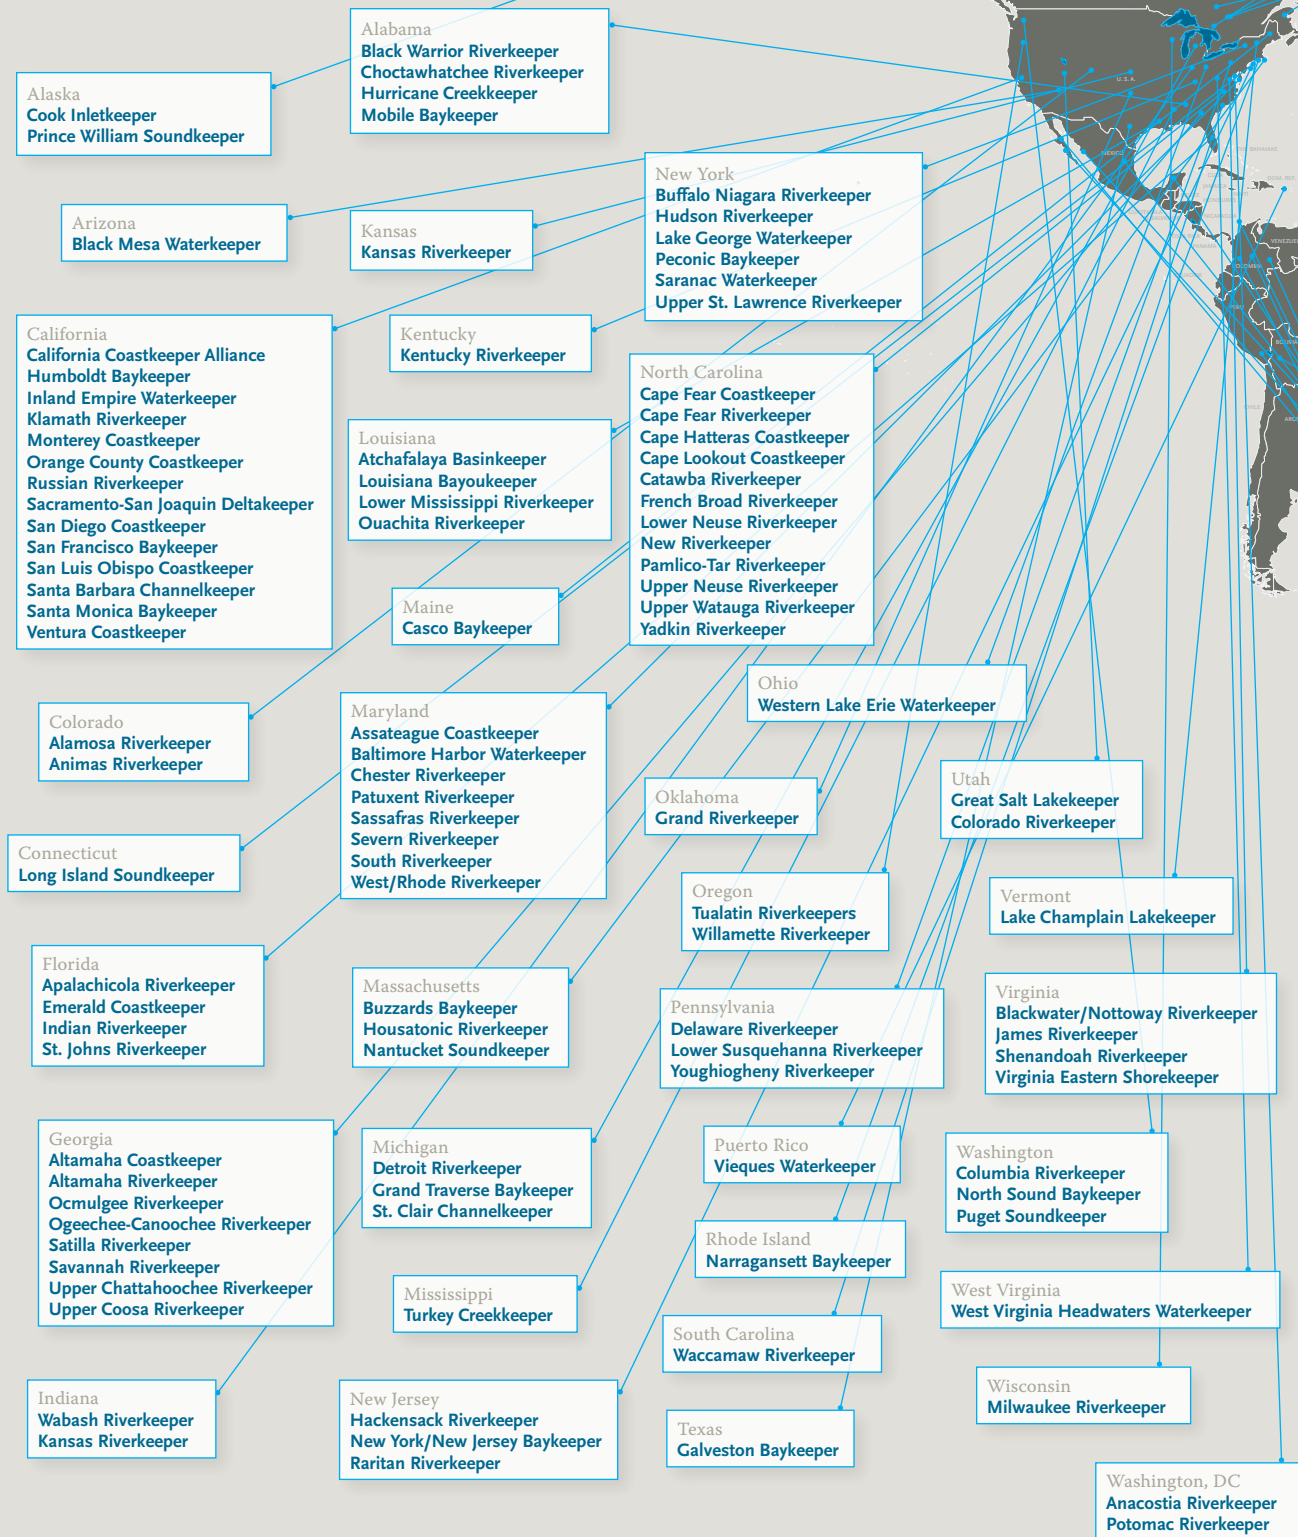 Alabama
Black Warrior Riverkeeper
Choctawhatchee Riverkeeper
Hurricane Creekkeeper
Mobile Baykeeper
Alaska
Cook Inletkeeper
Prince William Soundkeeper
Arizona
Black Mesa Waterkeeper
Kansas
Kansas Riverkeeper
New York
Buffalo Niagara Riverkeeper
Hudson Riverkeeper
Lake George Waterkeeper
Peconic Baykeeper
Saranac Waterkeeper
Upper St. Lawrence Riverkeeper
California
California Coastkeeper Alliance
Humboldt Baykeeper
Inland Empire Waterkeeper
Klamath Riverkeeper
Monterey Coastkeeper
Orange County Coastkeeper
Russian Riverkeeper
Sacramento-San Joaquin Deltakeeper
San Diego Coastkeeper
San Francisco Baykeeper
San Luis Obispo Coastkeeper
Santa Barbara Channelkeeper
Santa Monica Baykeeper
Ventura Coastkeeper
Kentucky
Kentucky Riverkeeper
North Carolina
Cape Fear Coastkeeper
Cape Fear Riverkeeper
Cape Hatteras Coastkeeper
Cape Lookout Coastkeeper
Catawba Riverkeeper
French Broad Riverkeeper
Lower Neuse Riverkeeper
New Riverkeeper
Pamlico-Tar Riverkeeper
Upper Neuse Riverkeeper
Upper Watauga Riverkeeper
Yadkin Riverkeeper
Louisiana
Atchafalaya Basinkeeper
Louisiana Bayoukeeper
Lower Mississippi Riverkeeper
Ouachita Riverkeeper
Maine
Casco Baykeeper
Colorado
Alamosa Riverkeeper
Animas Riverkeeper
Maryland
Assateague Coastkeeper
Baltimore Harbor Waterkeeper
Chester Riverkeeper
Patuxent Riverkeeper
Sassafras Riverkeeper
Severn Riverkeeper
South Riverkeeper
West/Rhode Riverkeeper
Ohio
Western Lake Erie Waterkeeper
Oklahoma
Grand Riverkeeper
Utah
Great Salt Lakekeeper
Colorado Riverkeeper
Connecticut
Long Island Soundkeeper
Oregon
Tualatin Riverkeepers
Willamette Riverkeeper
Vermont
Lake Champlain Lakekeeper
Florida
Apalachicola Riverkeeper
Emerald Coastkeeper
Indian Riverkeeper
St. Johns Riverkeeper
Massachusetts
Buzzards Baykeeper
Housatonic Riverkeeper
Nantucket Soundkeeper
Pennsylvania
Delaware Riverkeeper
Lower Susquehanna Riverkeeper
Youghiogheny Riverkeeper
Virginia
Blackwater/Nottoway Riverkeeper
James Riverkeeper
Shenandoah Riverkeeper
Virginia Eastern Shorekeeper
Georgia
Altamaha Coastkeeper
Altamaha Riverkeeper
Ocmulgee Riverkeeper
Ogeechee-Canoochee Riverkeeper
Satilla Riverkeeper
Savannah Riverkeeper
Upper Chattahoochee Riverkeeper
Upper Coosa Riverkeeper
Michigan
Detroit Riverkeeper
Grand Traverse Baykeeper
St. Clair Channelkeeper
Puerto Rico
Vieques Waterkeeper
Washington
Columbia Riverkeeper
North Sound Baykeeper
Puget Soundkeeper
Rhode Island
Narragansett Baykeeper
Mississippi
Turkey Creekkeeper
West Virginia
West Virginia Headwaters Waterkeeper
South Carolina
Waccamaw Riverkeeper
Indiana
Wabash Riverkeeper
Kansas Riverkeeper
New Jersey
Hackensack Riverkeeper
New York/New Jersey Baykeeper
Raritan Riverkeeper
Wisconsin
Milwaukee Riverkeeper
Texas
Galveston Baykeeper
Washington, DC
Anacostia Riverkeeper
Potomac Riverkeeper
U.S.A.
MEXICO
COLOMBIA
CHILE